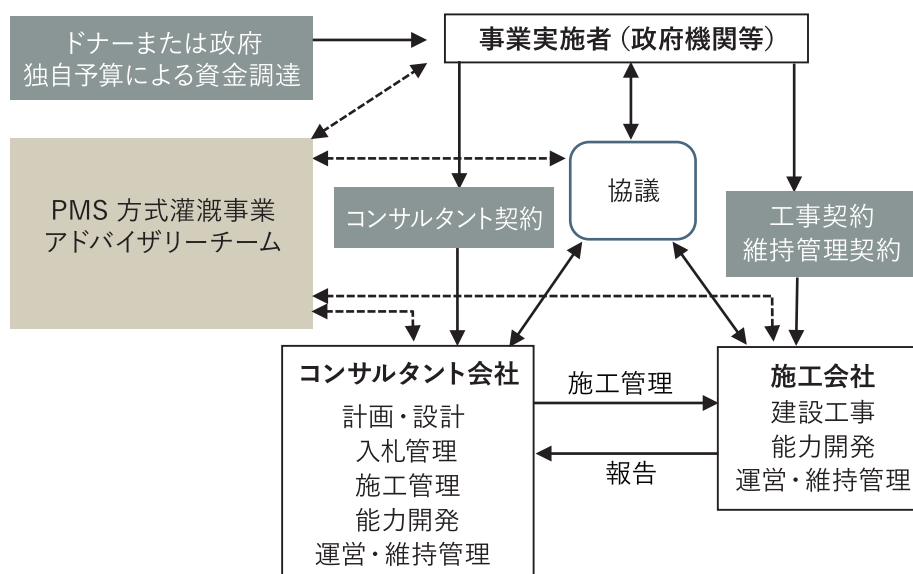 ドナーまたは政府
独自予算による資金調達
事業実施者（政府機関等）
PMS 方式灌漑事業
アドバイザリーチーム
コンサルタント契約
協議
工事契約
維持管理契約
コンサルタント会社
計画・設計
入札管理
施工管理
能力開発
運営・維持管理
施工管理
報告
施工会社
建設工事
能力開発
運営・維持管理